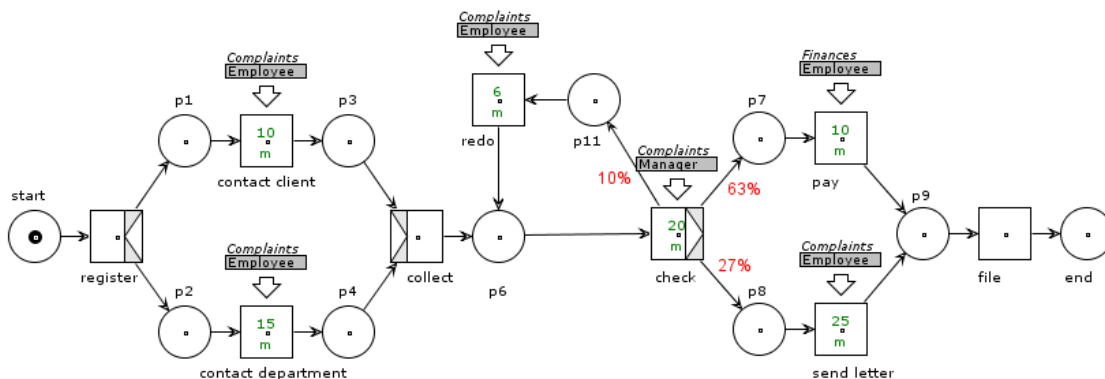 Complaints
Employee
6
m
redo
p11
Complaints
Employee
p1
10
m
contact client
p3
Finances
Employee
p7
10
m
pay
Complaints
Manager
10%
63%
start
register
collect
p6
20
m
check
27%
p9
file
end
Complaints
Employee
p2
15
m
contact department
p4
Complaints
Employee
p8
25
m
send letter